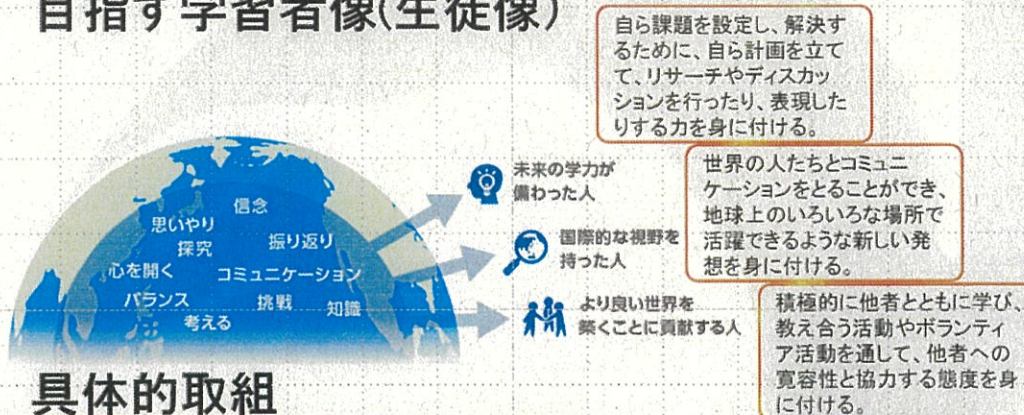 目指す学習者像(生徒像)
自ら課題を設定し、解決す
るために、自ら計画を立て
て、リサーチやディスカッ
ションを行ったり、表現した
りする力を身に付ける。
未来の学力が
備わった人
世界の人たちとコミュニ
ケーションをとることができ、
地球上のいろいろな場所で
活躍できるような新しい発
想を身に付ける。
国際的な視野を
持った人
信念
思いやり
探究
振り返り
心を開く
コミュニケーション
バランス
挑戦
知識
考える
より良い世界を
築くことに貢献する人
積極的に他者とともに学び、
教え合う活動やボランティ
ア活動を通して、他者への
寛容性と協力する態度を身
に付ける。
具体的取組